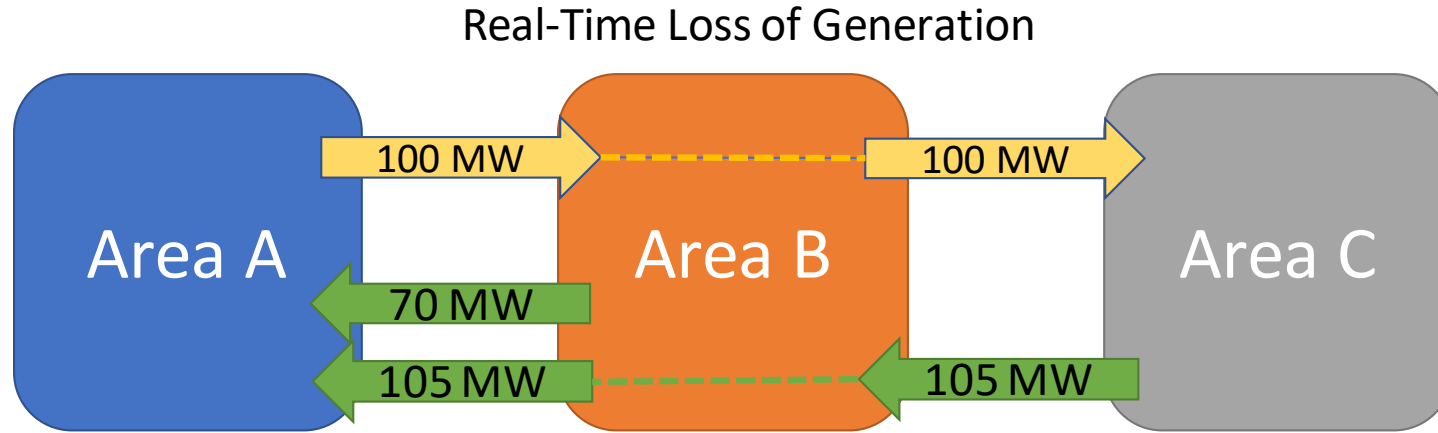 Real-Time Loss of Generation
100 MW
100 MW
Area A
Area B
Area C
70 MW
105 MW
105 MW